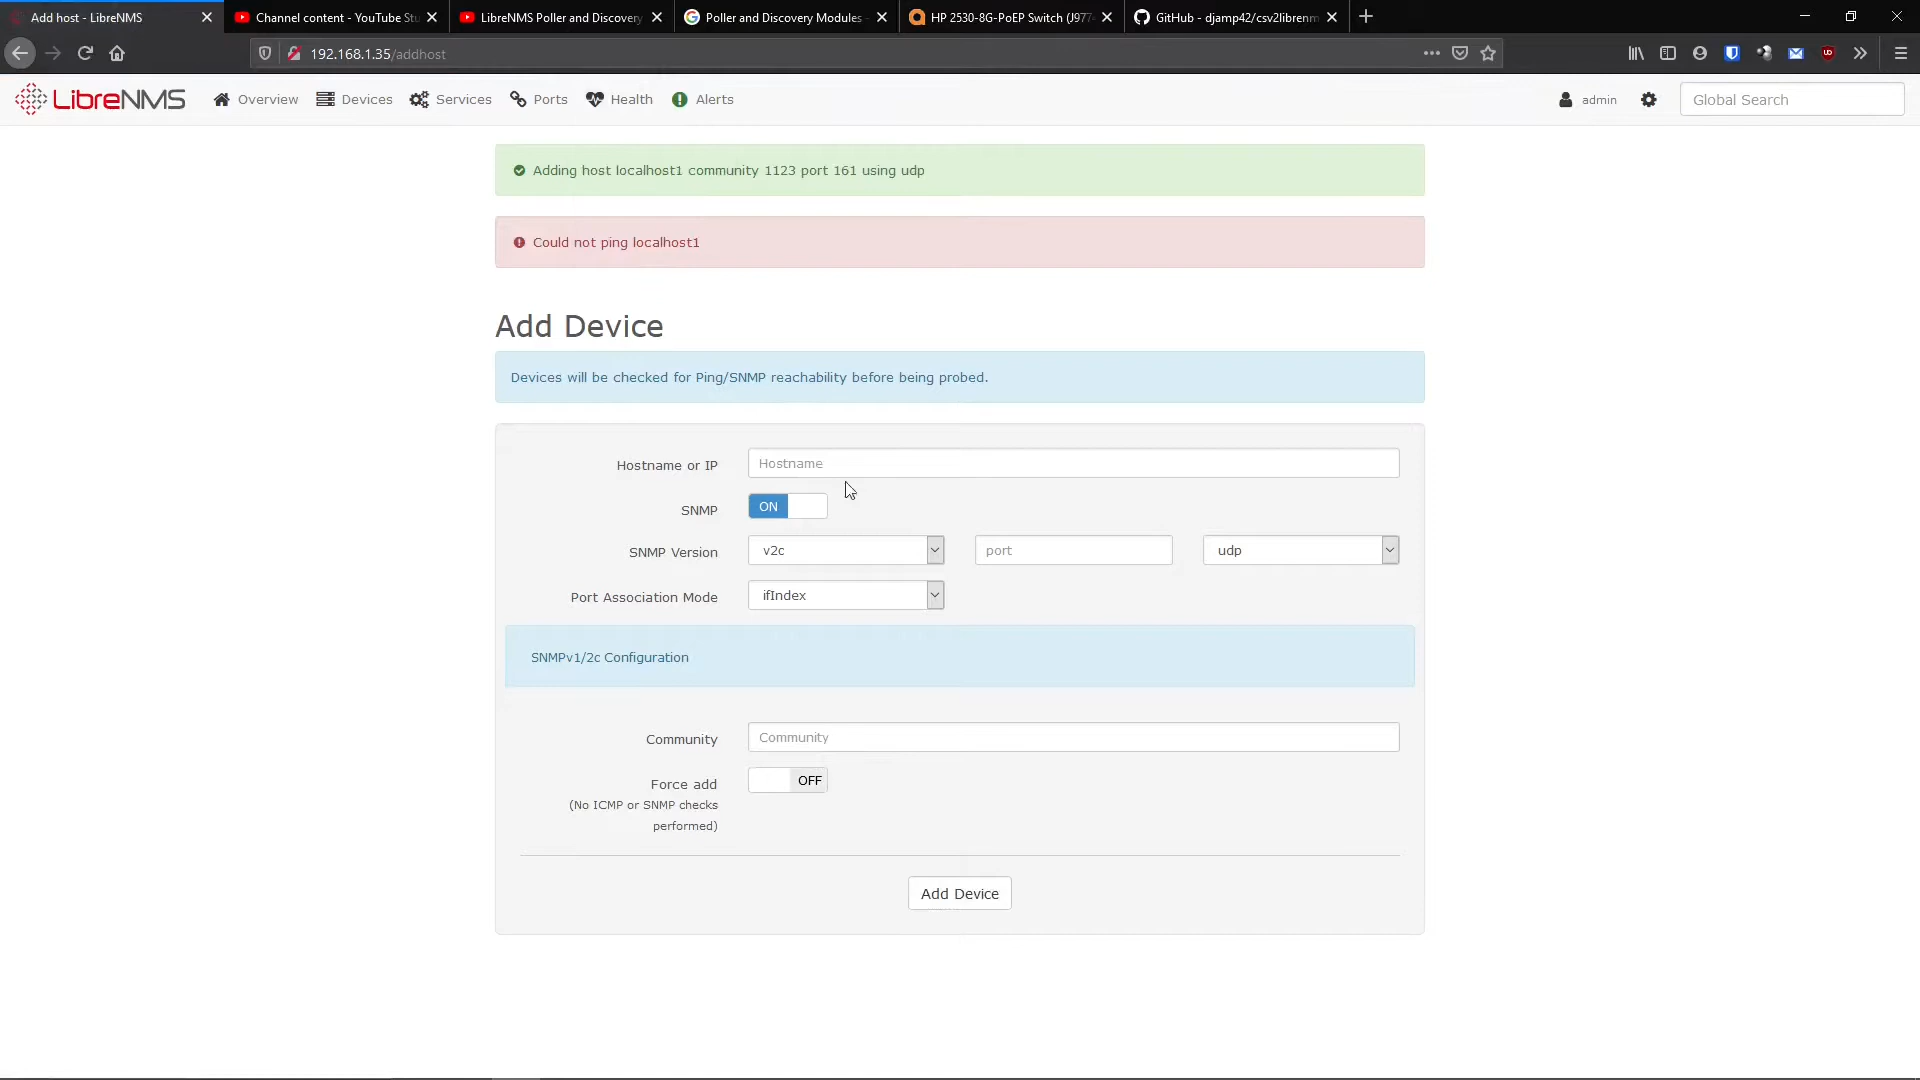 Add host - LibreNMS
Channel content - YouTube Stu
LibreNMS Poller and Discovery
Poller and Discovery Modules -
HP 2530-8G-PoEP Switch (J977
GitHub - djamp42/csv2librenm
192.168.1.35/addhost
LibreNMS
Overview
Devices
Services
Ports
Health
Alerts
admin
Global Search
Adding host localhost1 community 1123 port 161 using udp
Could not ping localhost1
Add Device
Devices will be checked for Ping/SNMP reachability before being probed.
Hostname or IP
Hostname
SNMP
ON
SNMP Version
v2c
port
udp
Port Association Mode
ifIndex
SNMPv1/2c Configuration
Community
Community
Force add
OFF
(No ICMP or SNMP checks
performed)
Add Device